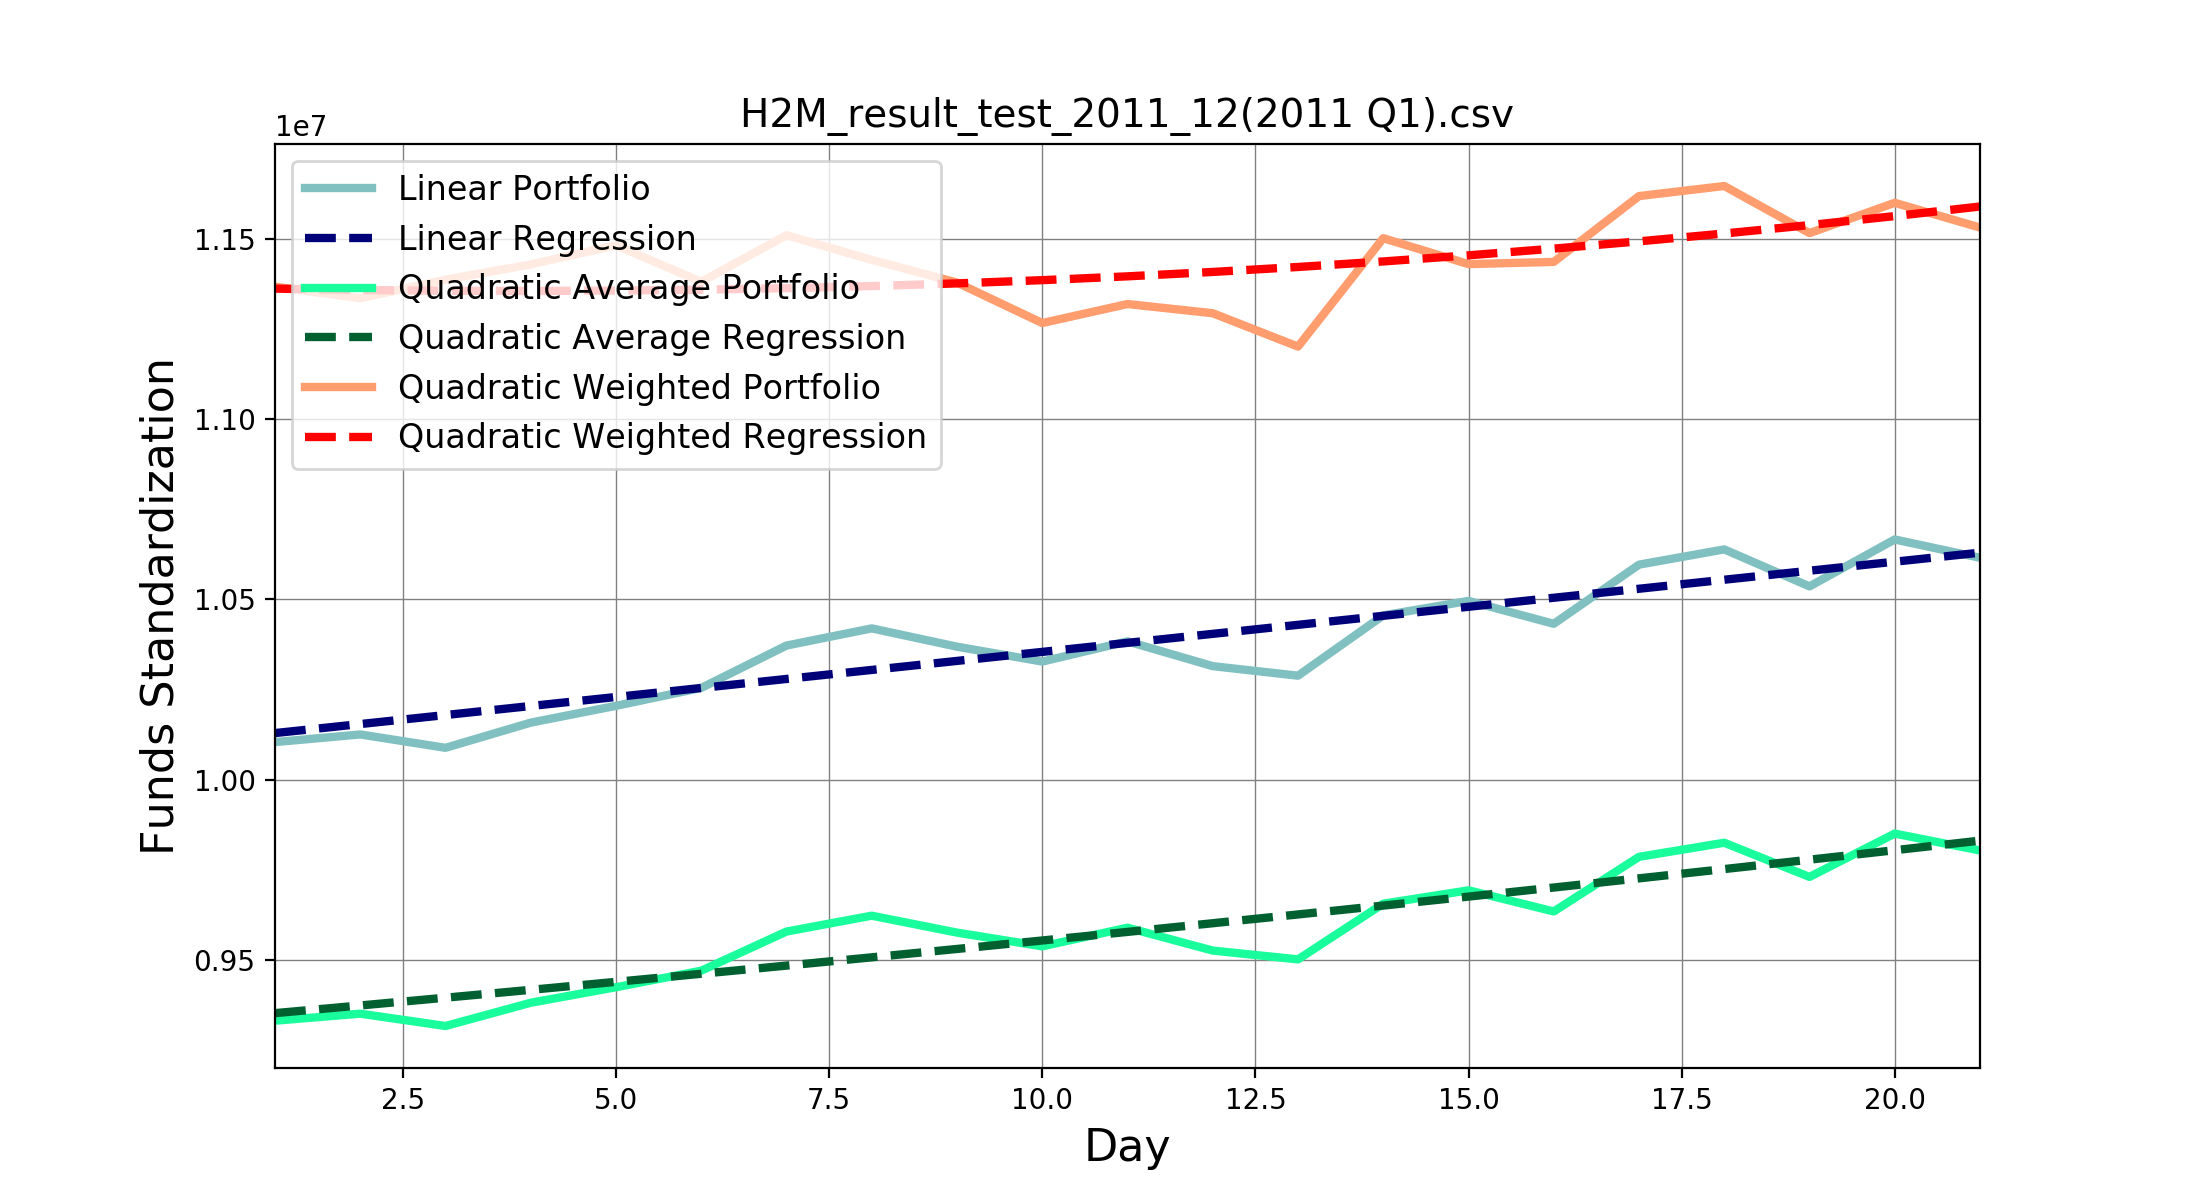 H2M_result_test_2011_12(2011 Q1).csv
1e7
Linear Portfolio
Linear Regression
Quadratic Average Portfolio
Quadratic Average Regression
Quadratic Weighted Portfolio
Quadratic Weighted Regression
1.15
1.10
1.05
1.00
0.95
Funds Standardization
2.5 5.0 7.5 10.0 12.5 15.0 17.5 20.0
Day